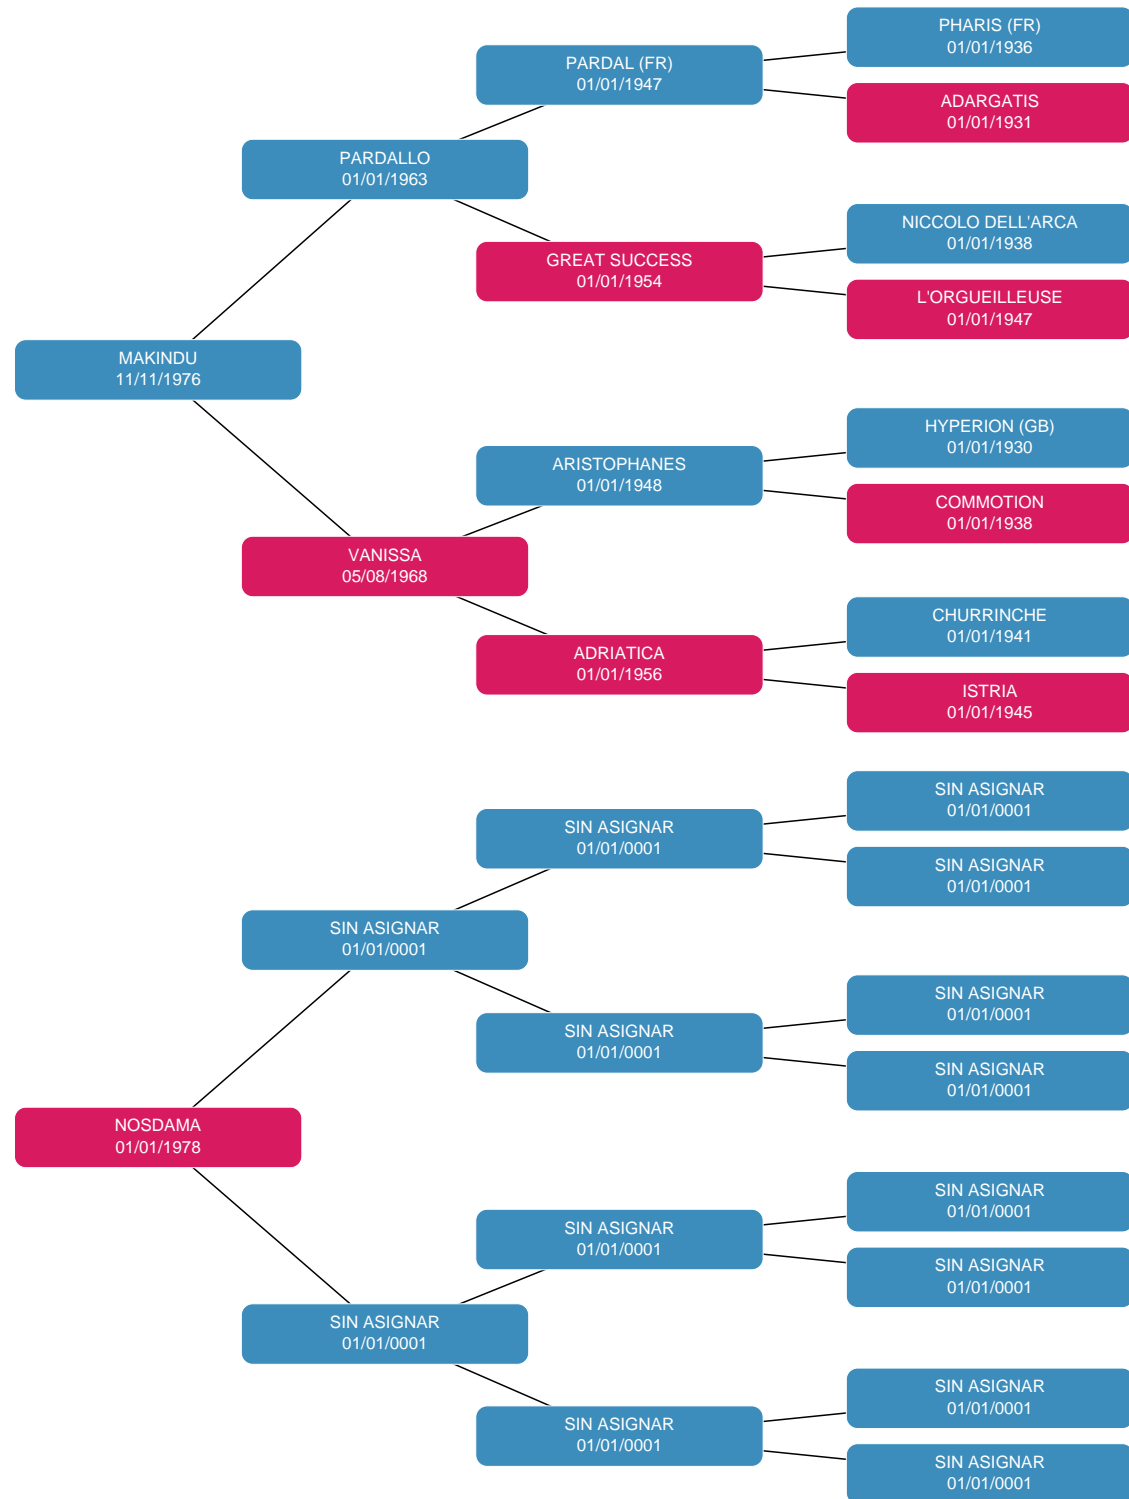 PHARIS (FR)
01/01/1936
PARDAL (FR)
01/01/1947
ADARGATIS
01/01/1931
PARDALLO
01/01/1963
NICCOLO DELL'ARCA
01/01/1938
GREAT SUCCESS
01/01/1954
L'ORGUEILLEUSE
01/01/1947
MAKINDU
11/11/1976
HYPERION (GB)
01/01/1930
ARISTOPHANES
01/01/1948
COMMOTION
01/01/1938
VANISSA
05/08/1968
CHURRINCHE
01/01/1941
ADRIATICA
01/01/1956
ISTRIA
01/01/1945
SIN ASIGNAR
01/01/0001
SIN ASIGNAR
01/01/0001
SIN ASIGNAR
01/01/0001
SIN ASIGNAR
01/01/0001
SIN ASIGNAR
01/01/0001
SIN ASIGNAR
01/01/0001
SIN ASIGNAR
01/01/0001
NOSDAMA
01/01/1978
SIN ASIGNAR
01/01/0001
SIN ASIGNAR
01/01/0001
SIN ASIGNAR
01/01/0001
SIN ASIGNAR
01/01/0001
SIN ASIGNAR
01/01/0001
SIN ASIGNAR
01/01/0001
SIN ASIGNAR
01/01/0001